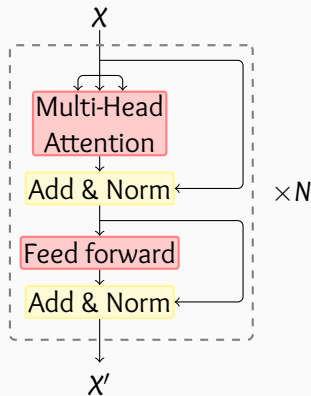 X
Multi-Head
Attention
Add & Norm
× N
Feed forward
Add & Norm
X′